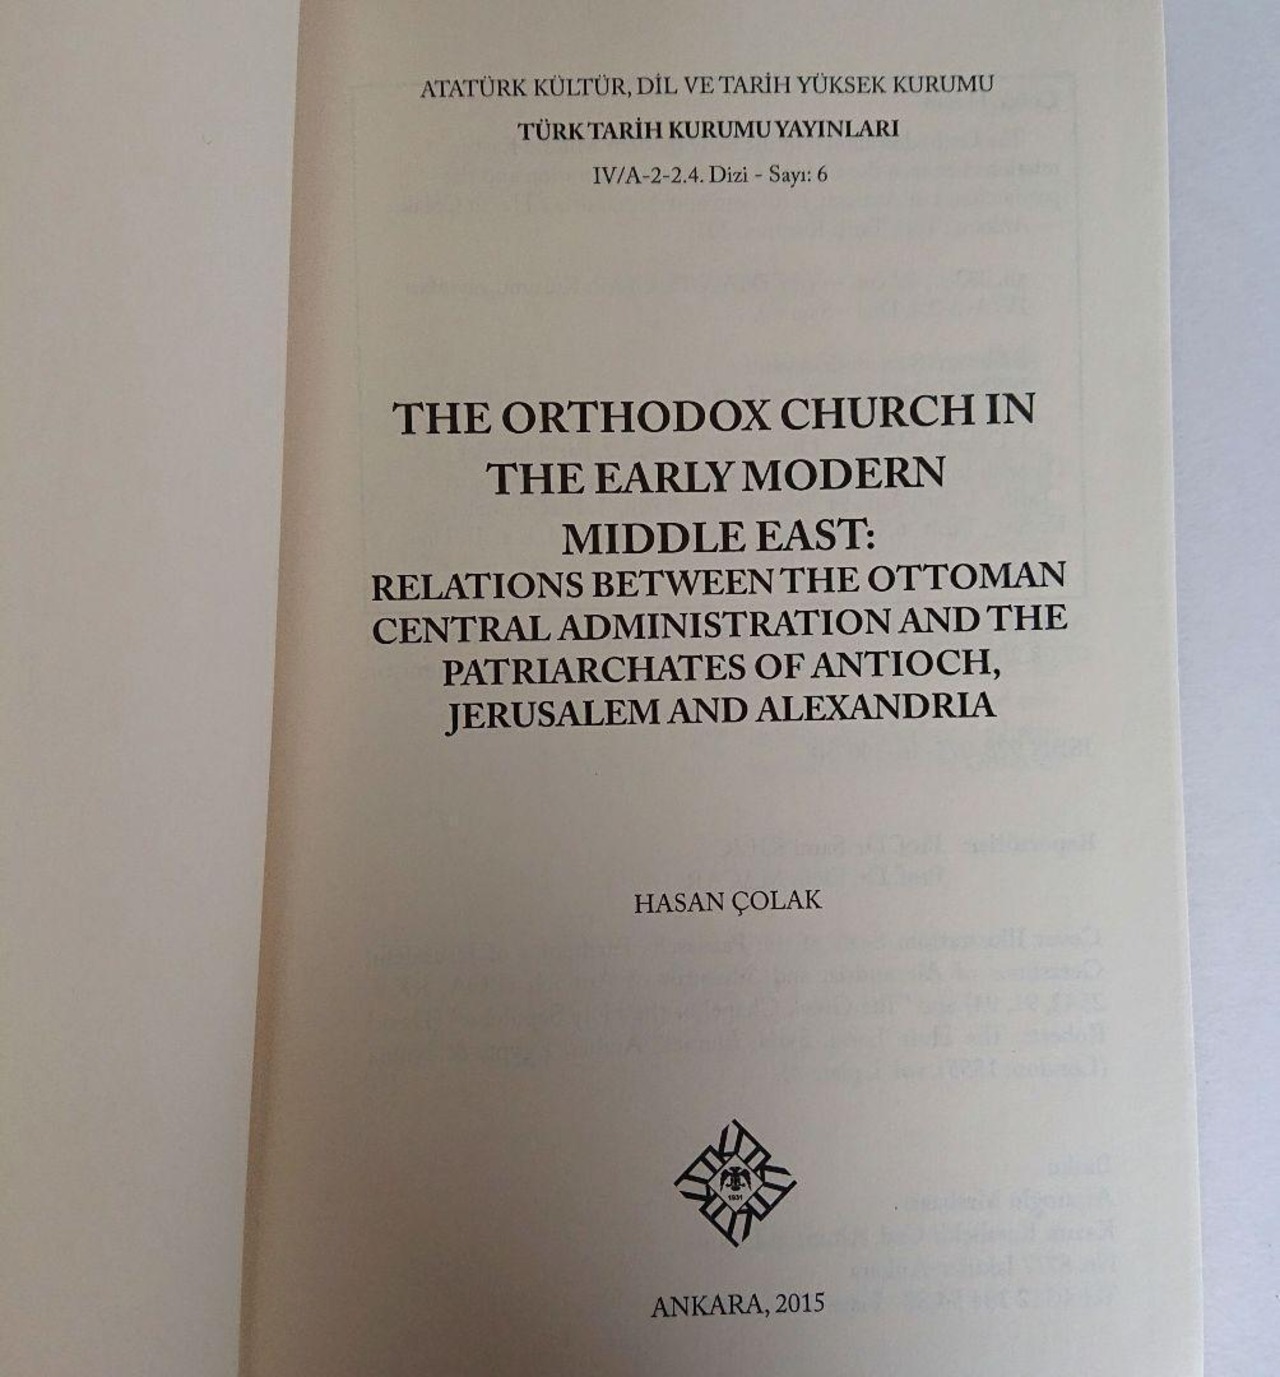 ATATÜRK KÜLTÜR, DİL VE TARİH YÜKSEK KURUMU
TÜRK TARİH KURUMU YAYINLARI
IV/A-2-2.4. Dizi - Sayı: 6
THE ORTHODOX CHURCH IN
THE EARLY MODERN
MIDDLE EAST:
RELATIONS BETWEEN THE OTTOMAN
CENTRAL ADMINISTRATION AND THE
PATRIARCHATES OF ANTIOCH,
JERUSALEM AND ALEXANDRIA
HASAN ÇOLAK
1931
ANKARA, 2015